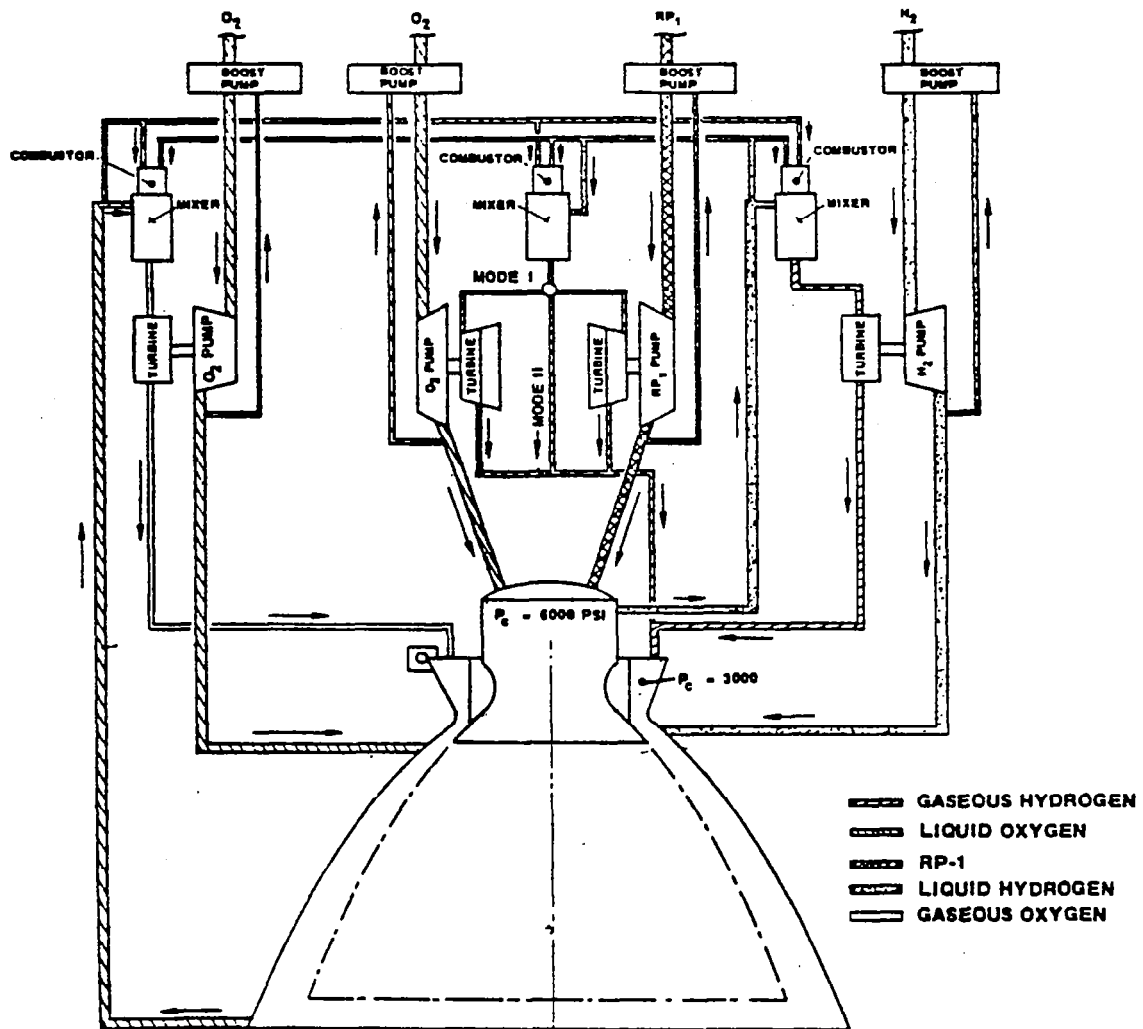 O2
O2
RP1
H2
BOOST
PUMP
BOOST
PUMP
BOOST
PUMP
BOOST
PUMP
COMBUSTOR
COMBUSTOR
COMBUSTOR
MIXER
MIXER
MIXER
MODE I
TURBINE
O2 PUMP
O2 PUMP
TURBINE
MODE II
TURBINE
RP1 PUMP
TURBINE
H2 PUMP
Pc = 6000 PSI
Pc = 3000
GASEOUS HYDROGEN
LIQUID OXYGEN
RP-1
LIQUID HYDROGEN
GASEOUS OXYGEN